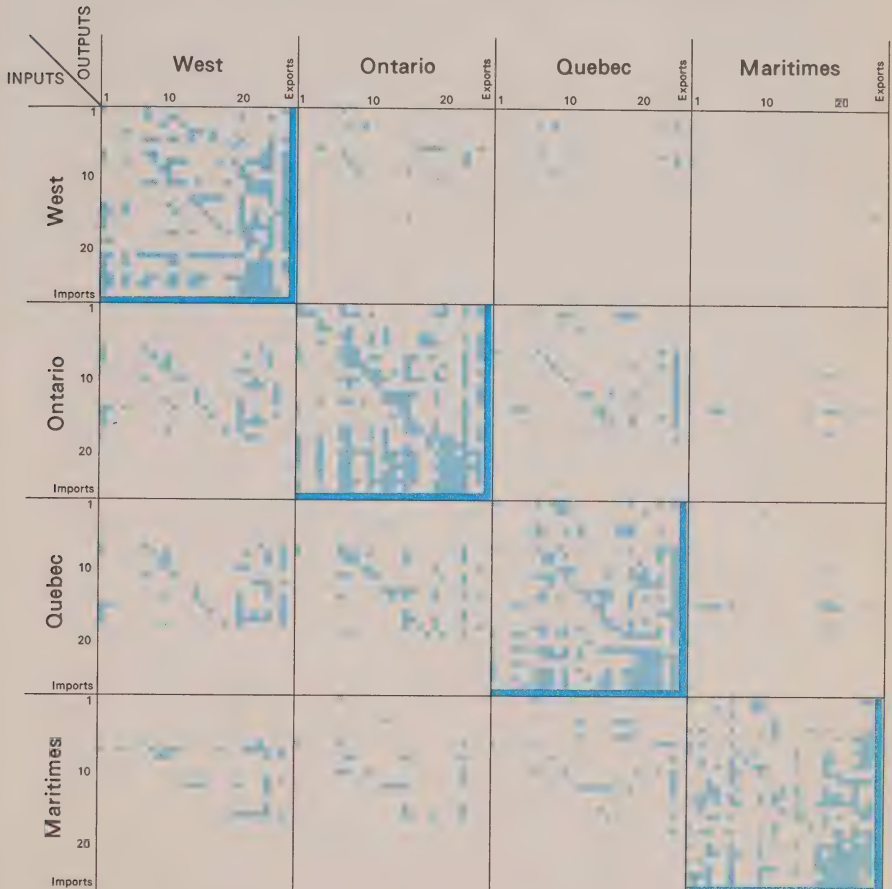 INPUTS OUTPUTS
West Ontario Quebec Maritimes
1 10 20 Exports 1 10 20 Exports 1 10 20 Exports 1 10 20 Exports
West
1
10
20
Imports
Ontario
1
10
20
Imports
Quebec
1
10
20
Imports
Maritimes
1
10
20
Imports